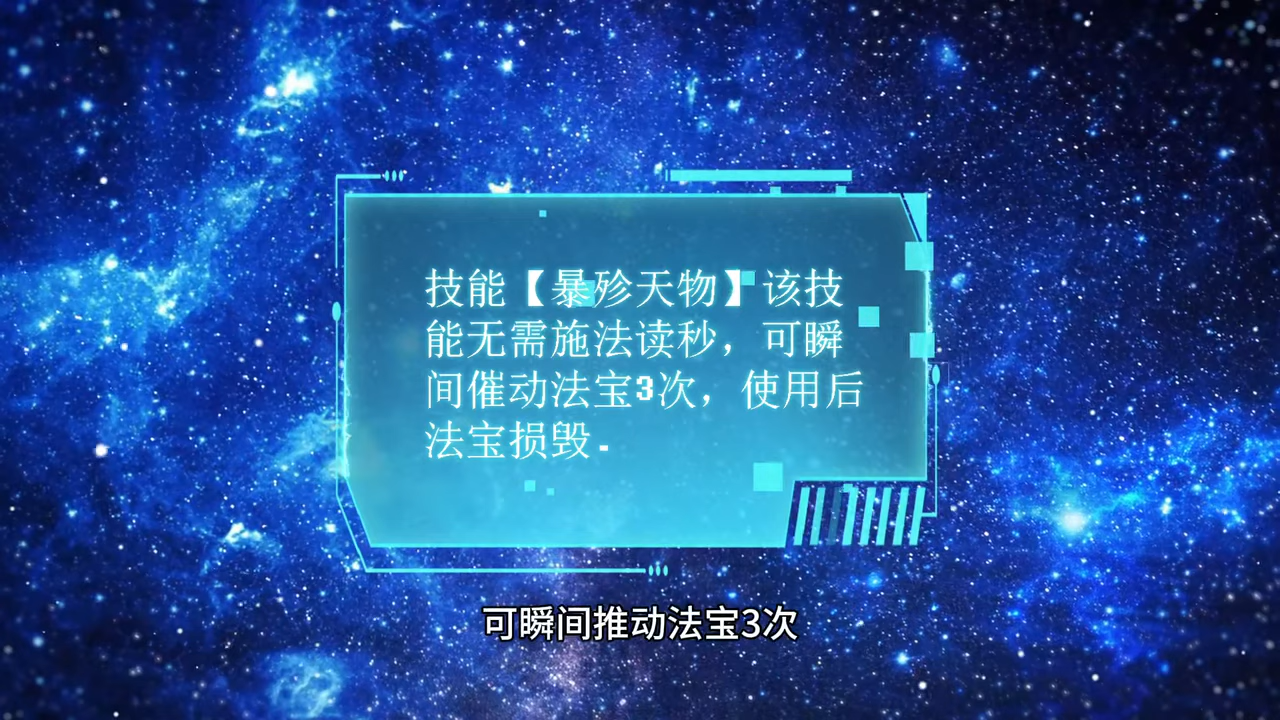 技能【暴殄天物】该技
能无需施法读秒，可瞬
间催动法宝3次，使用后
法宝损毁.
可瞬间推动法宝3次